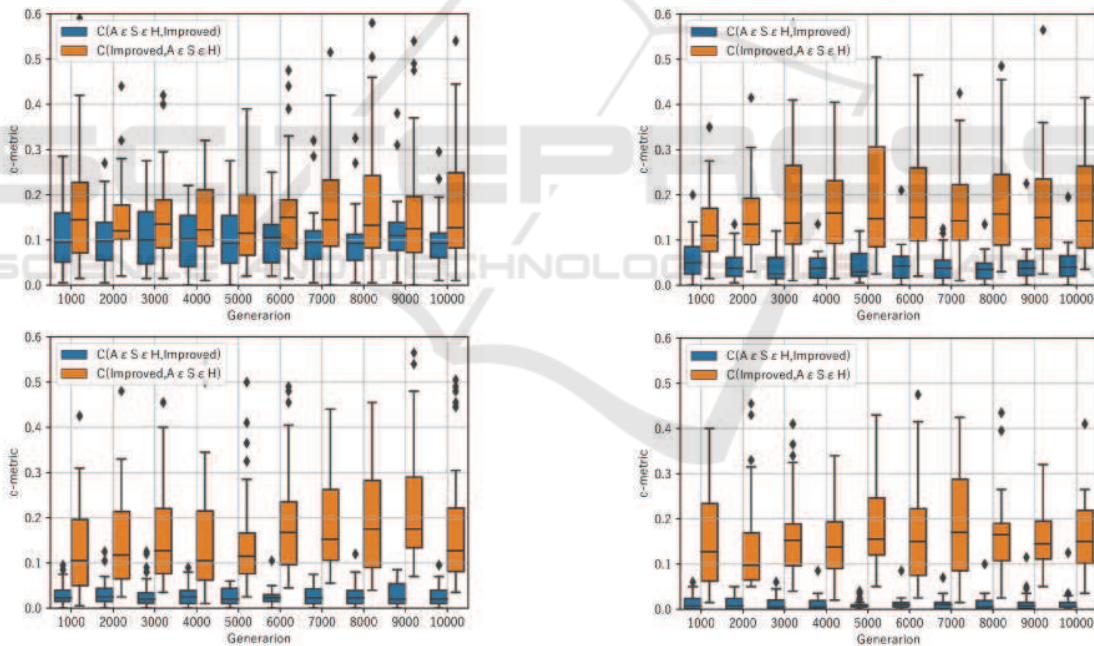 0.6
0.5
0.4
0.3
0.2
0.1
0.0
c-metric
C(A ε S ε H,Improved)
C(Improved,A ε S ε H)
1000 2000 3000 4000 5000 6000 7000 8000 9000 10000
Generarion
0.6
0.5
0.4
0.3
0.2
0.1
0.0
c-metric
C(A ε S ε H,Improved)
C(Improved,A ε S ε H)
1000 2000 3000 4000 5000 6000 7000 8000 9000 10000
Generarion
SCITEPRESS
0.6
0.5
0.4
0.3
0.2
0.1
0.0
c-metric
C(A ε S ε H,Improved)
C(Improved,A ε S ε H)
1000 2000 3000 4000 5000 6000 7000 8000 9000 10000
Generarion
0.6
0.5
0.4
0.3
0.2
0.1
0.0
c-metric
C(A ε S ε H,Improved)
C(Improved,A ε S ε H)
1000 2000 3000 4000 5000 6000 7000 8000 9000 10000
Generarion